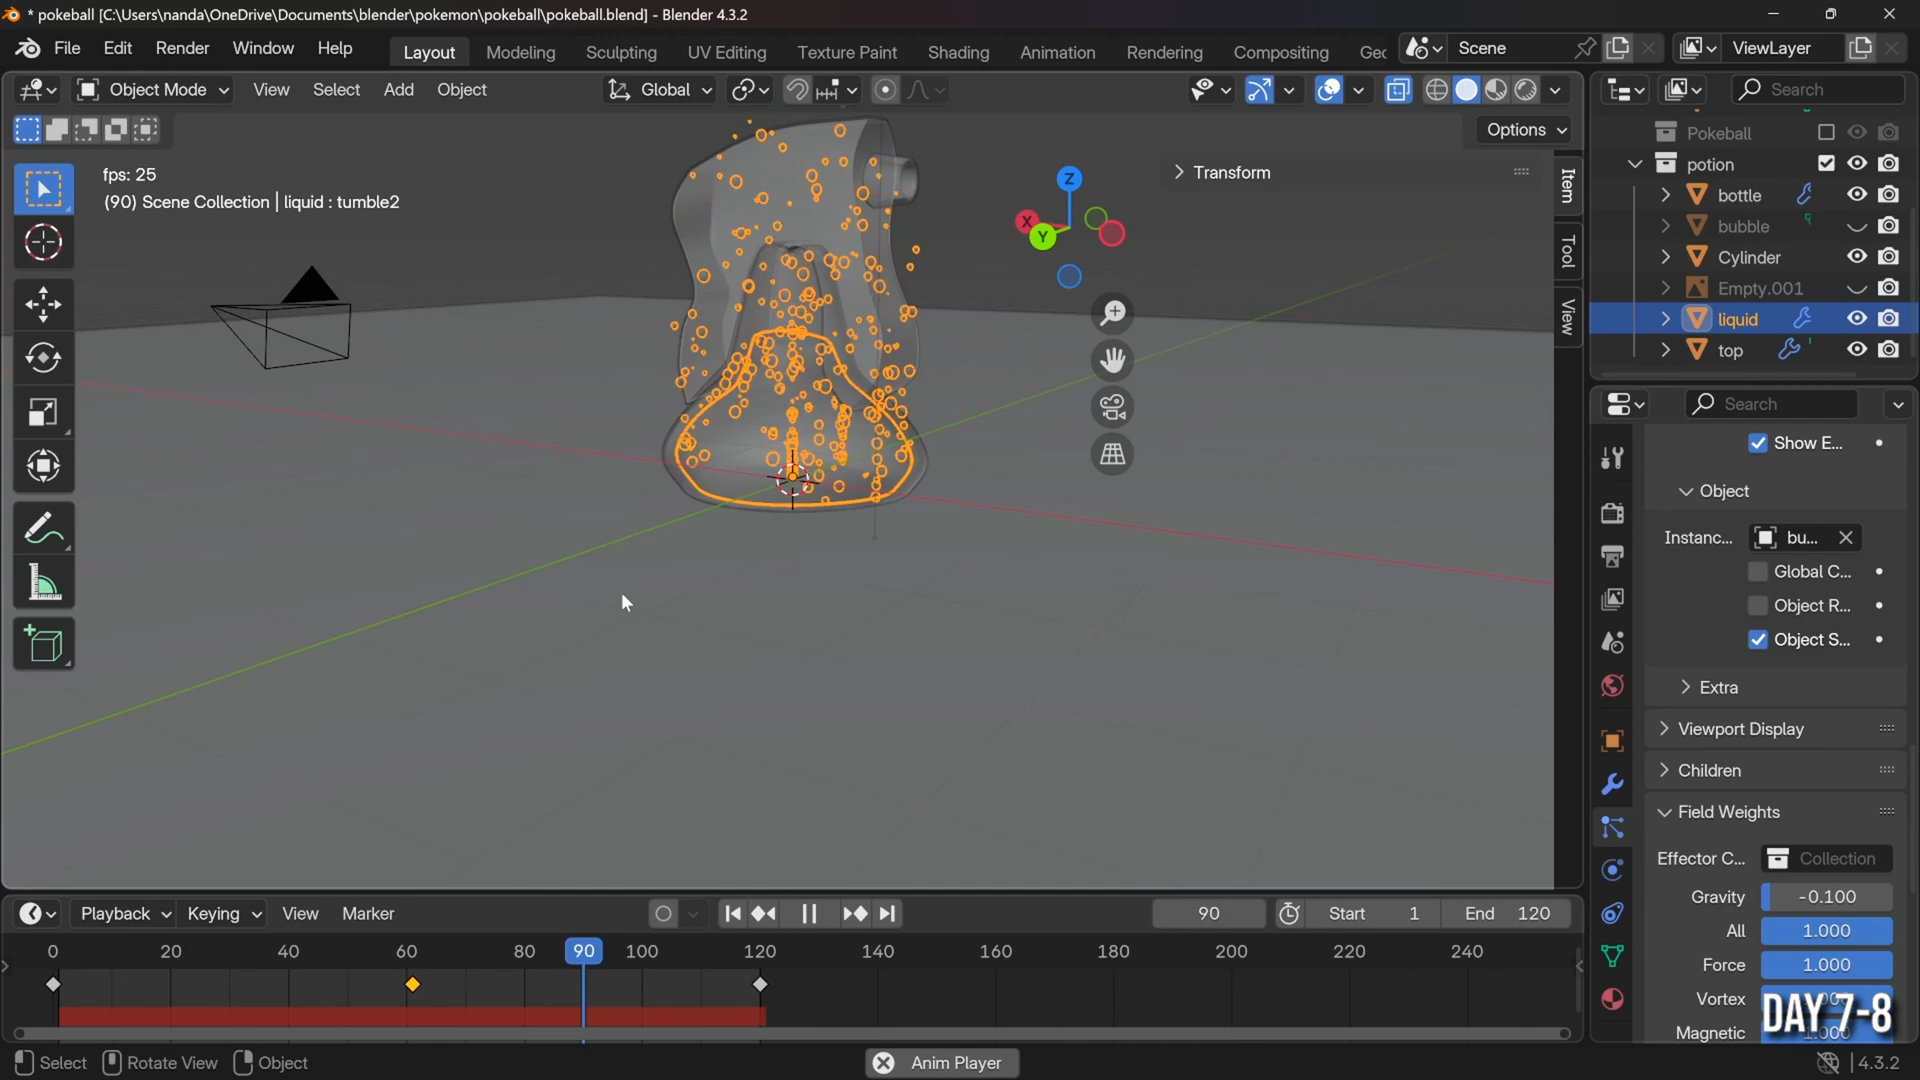 * pokeball [C:\Users\nanda\OneDrive\Documents\blender\pokemon\pokeball\pokeball.blend] - Blender 4.3.2
File Edit Render Window Help Layout Modeling Sculpting UV Editing Texture Paint Shading Animation Rendering Compositing Geo Scene ViewLayer
Object Mode View Select Add Object Global Search
Options
fps: 25
(90) Scene Collection | liquid : tumble2
Transform
Item
Tool
View
Z
X
Y
Pokeball
potion
bottle
bubble
Cylinder
Empty.001
liquid
top
Search
Show E...
Object
Instanc... bu...
Global C...
Object R...
Object S...
Extra
Viewport Display
Children
Field Weights
Effector C... Collection
Gravity -0.100
All 1.000
Force 1.000
Vortex
Magnetic
DAY 7-8
Playback Keying View Marker 90 Start 1 End 120
0 20 40 60 80 90 100 120 140 160 180 200 220 240
Select Rotate View Object Anim Player 4.3.2